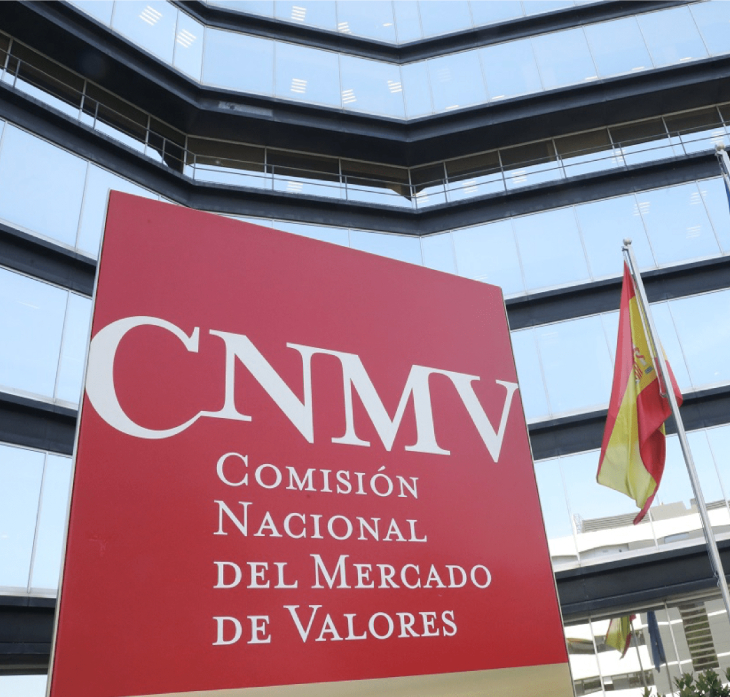 CNMV
COMISIÓN
NACIONAL
DEL MERCADO
DE VALORES